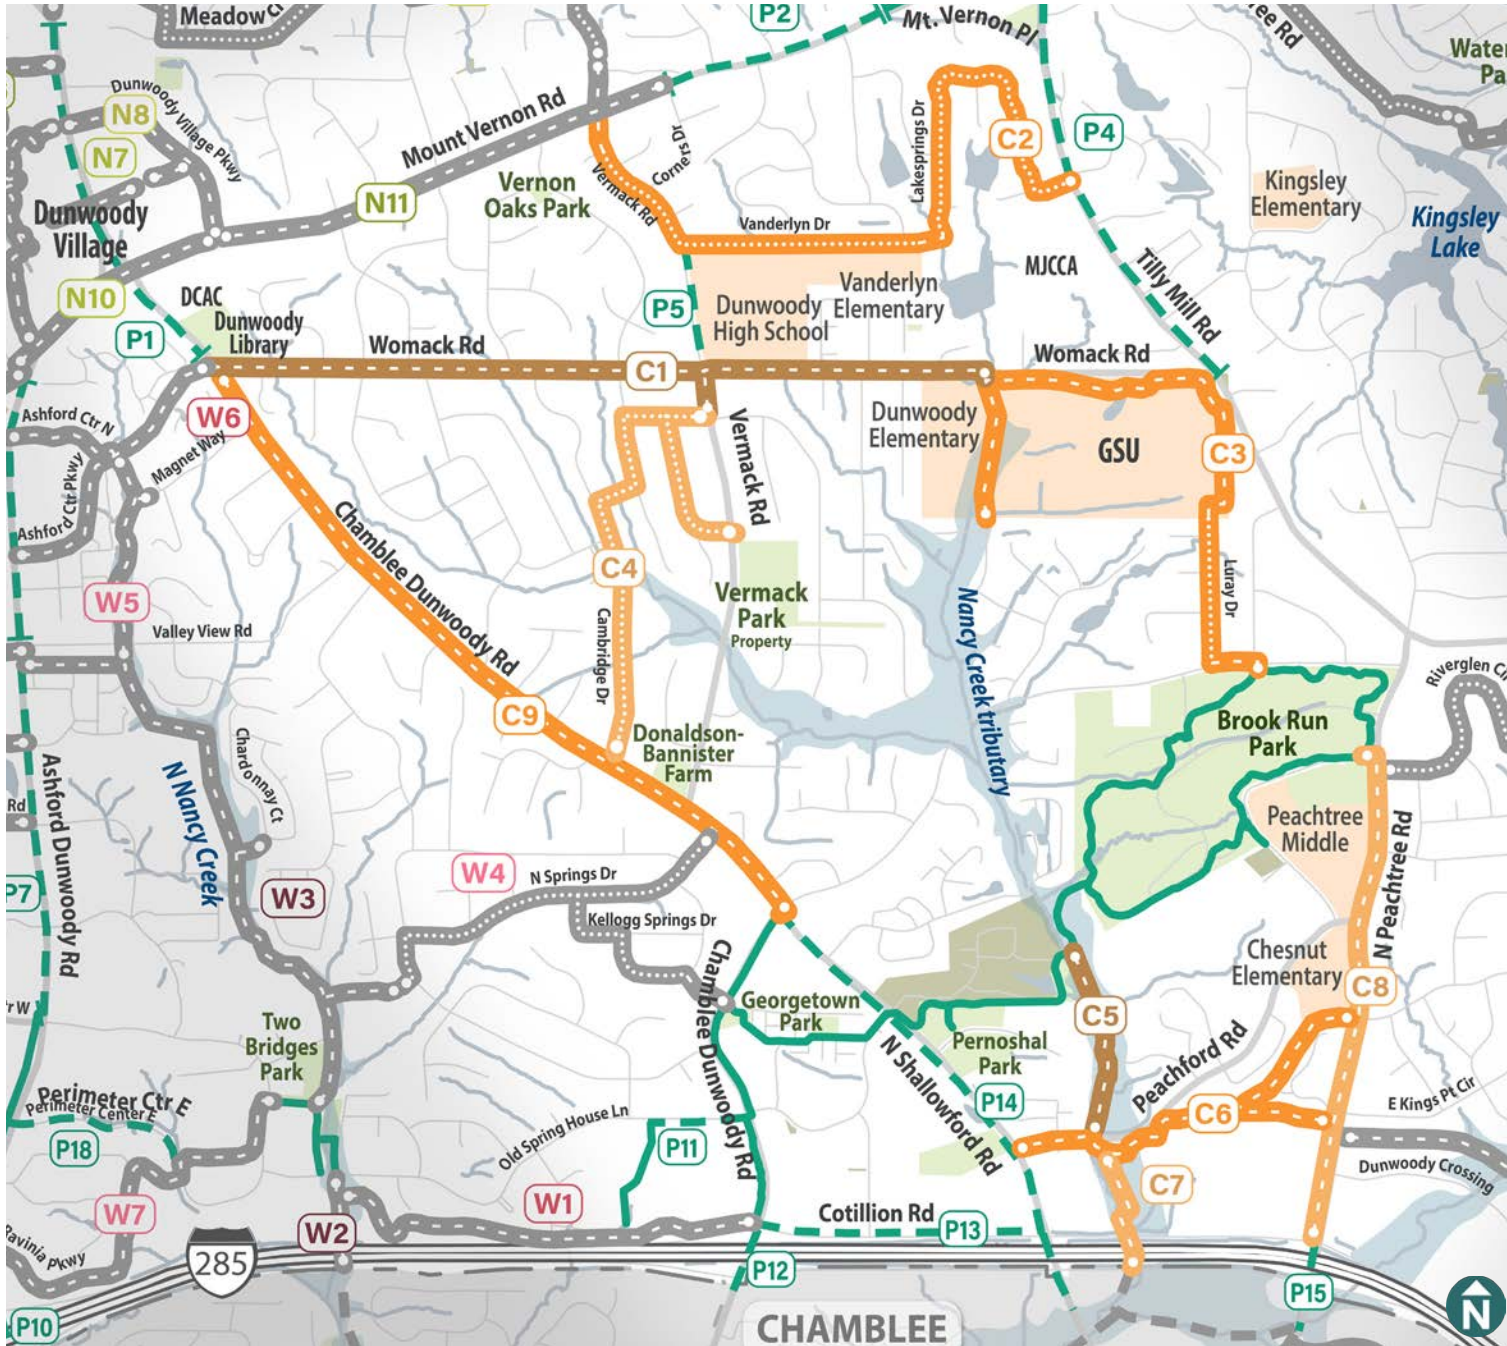 Meadow
P2
Mt. Vernon Pl
ree Rd
Water
Pa
Dunwoody Village Pkwy
N8
N7
Mount Vernon Rd
Corners Dr
Lakesprings Dr
C2
P4
Vernon
Oaks Park
Vermack Rd
Kingsley
Elementary
N11
Dunwoody
Village
Vanderlyn Dr
Kingsley
Lake
N10
DCAC
Dunwoody
Library
P1
P5
Dunwoody
High School
Vanderlyn
Elementary
MJCCA
Tilly Mill Rd
Womack Rd
C1
Womack Rd
Ashford Ctr N
W6
Magnet Way
Ashford Ctr Pkwy
Vermack Rd
Dunwoody
Elementary
GSU
C3
Chamblee Dunwoody Rd
C4
Cambridge Dr
Vermack
Park
Property
Nancy Creek tributary
Luray Dr
W5
Valley View Rd
C9
Donaldson-
Bannister
Farm
Brook Run
Park
Riverglen Cir
Chardonnay Ct
N Nancy Creek
Ashford Dunwoody Rd
Rd
Peachtree
Middle
N Peachtree Rd
P7
W4
N Springs Dr
W3
Kellogg Springs Dr
Chamblee Dunwoody Rd
Chesnut
Elementary
C8
r W
Two
Bridges
Park
Georgetown
Park
C5
N Shallowford Rd
Pernoshal
Park
Peachford Rd
Perimeter Ctr E
Perimeter Center E
P18
Old Spring House Ln
P11
P14
C6
E Kings Pt Cir
Dunwoody Crossing
W7
W1
C7
Ravinia Pkwy
285
W2
Cotillion Rd
P13
P12
P15
P10
CHAMBLEE
N